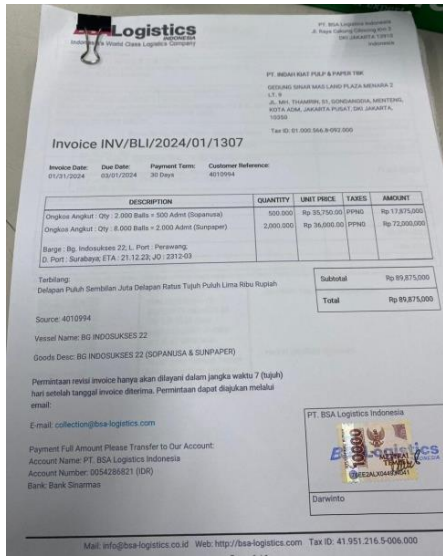 BSA Logistics
INDONESIA
Indonesia's World Class Logistics Company
PT. BSA Logistics Indonesia
Jl. Raya Cakung Cilincing Km 3
DKI JAKARTA 13910
Indonesia
PT. INDAH KIAT PULP & PAPER TBK
GEDUNG SINAR MAS LAND PLAZA MENARA 2
LT. 9
JL. MH. THAMRIN, 51, GONDANGDIA, MENTENG,
KOTA ADM. JAKARTA PUSAT, DKI JAKARTA,
10350
Tax ID: 01.000.566.8-092.000
Invoice INV/BLI/2024/01/1307
Invoice Date: Due Date: Payment Term: Customer Reference:
01/31/2024 03/01/2024 30 Days 4010994
DESCRIPTION QUANTITY UNIT PRICE TAXES AMOUNT
Ongkos Angkut : Qty : 2.000 Balls = 500 Admt (Sopanusa) 500.000 Rp 35,750.00 PPN0 Rp 17,875,000
Ongkos Angkut : Qty : 8.000 Balls = 2.000 Admt (Sunpaper) 2,000.000 Rp 36,000.00 PPN0 Rp 72,000,000
Barge : Bg. Indosukses 22; L. Port : Perawang;
D. Port : Surabaya; ETA : 21.12.23; JO : 2312-03
Terbilang:
Delapan Puluh Sembilan Juta Delapan Ratus Tujuh Puluh Lima Ribu Rupiah
Subtotal Rp 89,875,000
Total Rp 89,875,000
Source: 4010994
Vessel Name: BG INDOSUKSES 22
Goods Desc: BG INDOSUKSES 22 (SOPANUSA & SUNPAPER)
Permintaan revisi invoice hanya akan dilayani dalam jangka waktu 7 (tujuh)
hari setelah tanggal invoice diterima. Permintaan dapat diajukan melalui
email:
E-mail: collection@bsa-logistics.com
Payment Full Amount Please Transfer to Our Account:
Account Name: PT. BSA Logistics Indonesia
Account Number: 0054286821 (IDR)
Bank: Bank Sinarmas
PT. BSA Logistics Indonesia
10000
Darwinto
Mail: info@bsa-logistics.co.id Web: http://bsa-logistics.com Tax ID: 41.951.216.5-006.000